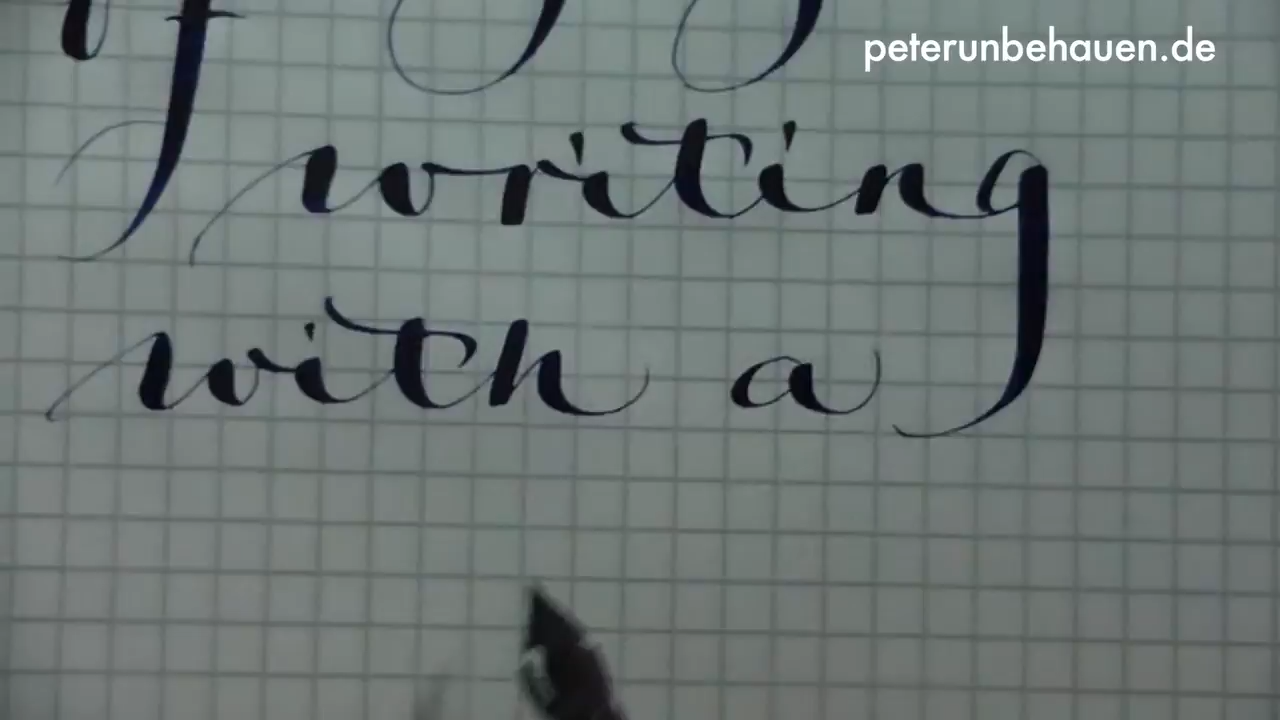 peterunbehauen.de
of
writing
with a